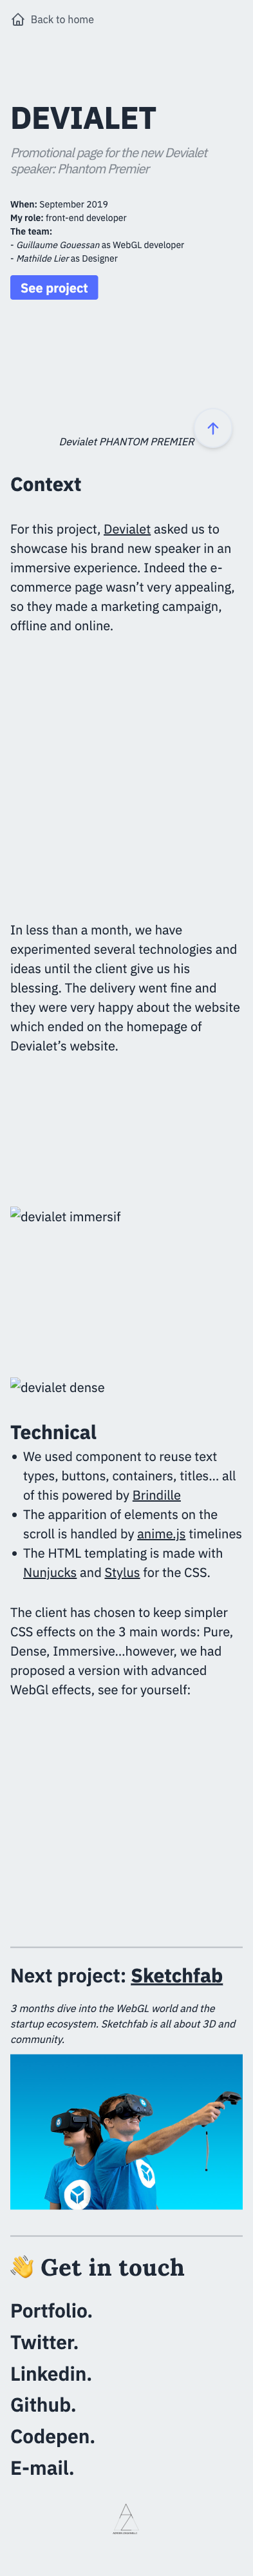 Back to home
DEVIALET
Promotional page for the new Devialet
speaker: Phantom Premier
When: September 2019
My role: front-end developer
The team:
- Guillaume Gouessan as WebGL developer
- Mathilde Lier as Designer
See project
Devialet PHANTOM PREMIER
Context
For this project, Devialet asked us to
showcase his brand new speaker in an
immersive experience. Indeed the e-
commerce page wasn’t very appealing,
so they made a marketing campaign,
offline and online.
In less than a month, we have
experimented several technologies and
ideas until the client give us his
blessing. The delivery went fine and
they were very happy about the website
which ended on the homepage of
Devialet’s website.
devialet immersif
devialet dense
Technical
• We used component to reuse text
types, buttons, containers, titles... all
of this powered by Brindille
• The apparition of elements on the
scroll is handled by anime.js timelines
• The HTML templating is made with
Nunjucks and Stylus for the CSS.
The client has chosen to keep simpler
CSS effects on the 3 main words: Pure,
Dense, Immersive...however, we had
proposed a version with advanced
WebGl effects, see for yourself:
Next project: Sketchfab
3 months dive into the WebGL world and the
startup ecosystem. Sketchfab is all about 3D and
community.
👋 Get in touch
Portfolio.
Twitter.
Linkedin.
Github.
Codepen.
E-mail.